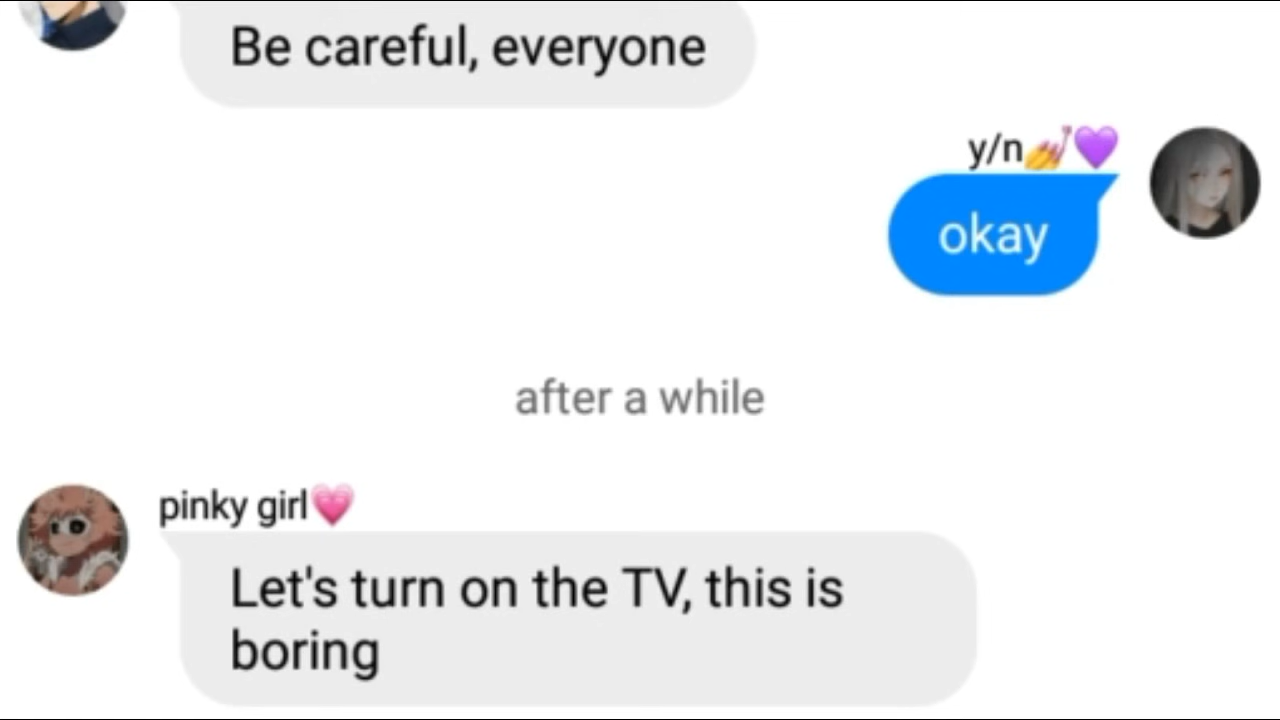 Be careful, everyone
y/n💅💜
okay
after a while
pinky girl💗
Let's turn on the TV, this is
boring